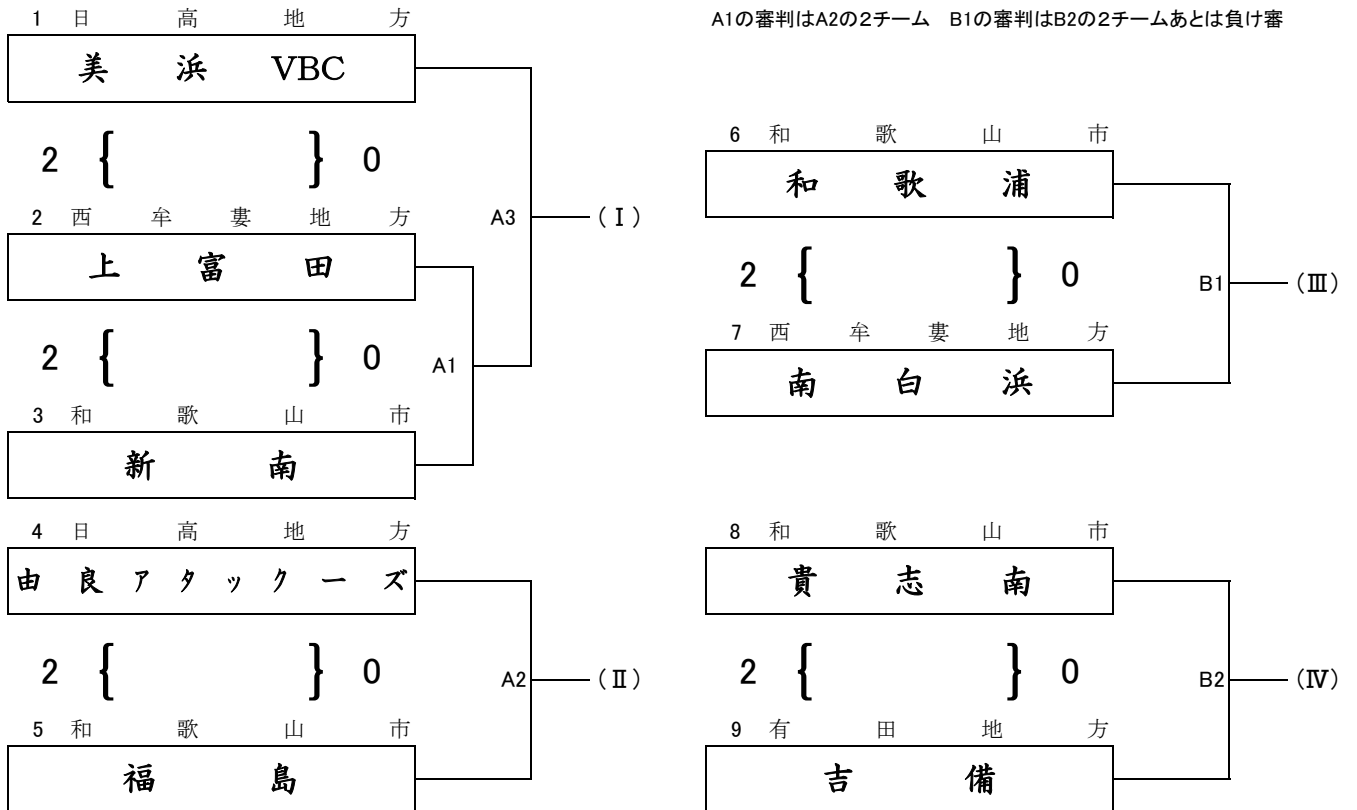 1 日高地方
美浜VBC
2 { } 0
2 西牟婁地方
上富田
2 { } 0
3 和歌山市
新南
A1
A3
(Ⅰ)
4 日高地方
由良アタックーズ
2 { } 0
5 和歌山市
福島
A2
(Ⅱ)
A1の審判はA2の2チーム B1の審判はB2の2チームあとは負け審
6 和歌山市
和歌浦
2 { } 0
7 西牟婁地方
南白浜
B1
(Ⅲ)
8 和歌山市
貴志南
2 { } 0
9 有田地方
吉備
B2
(Ⅳ)